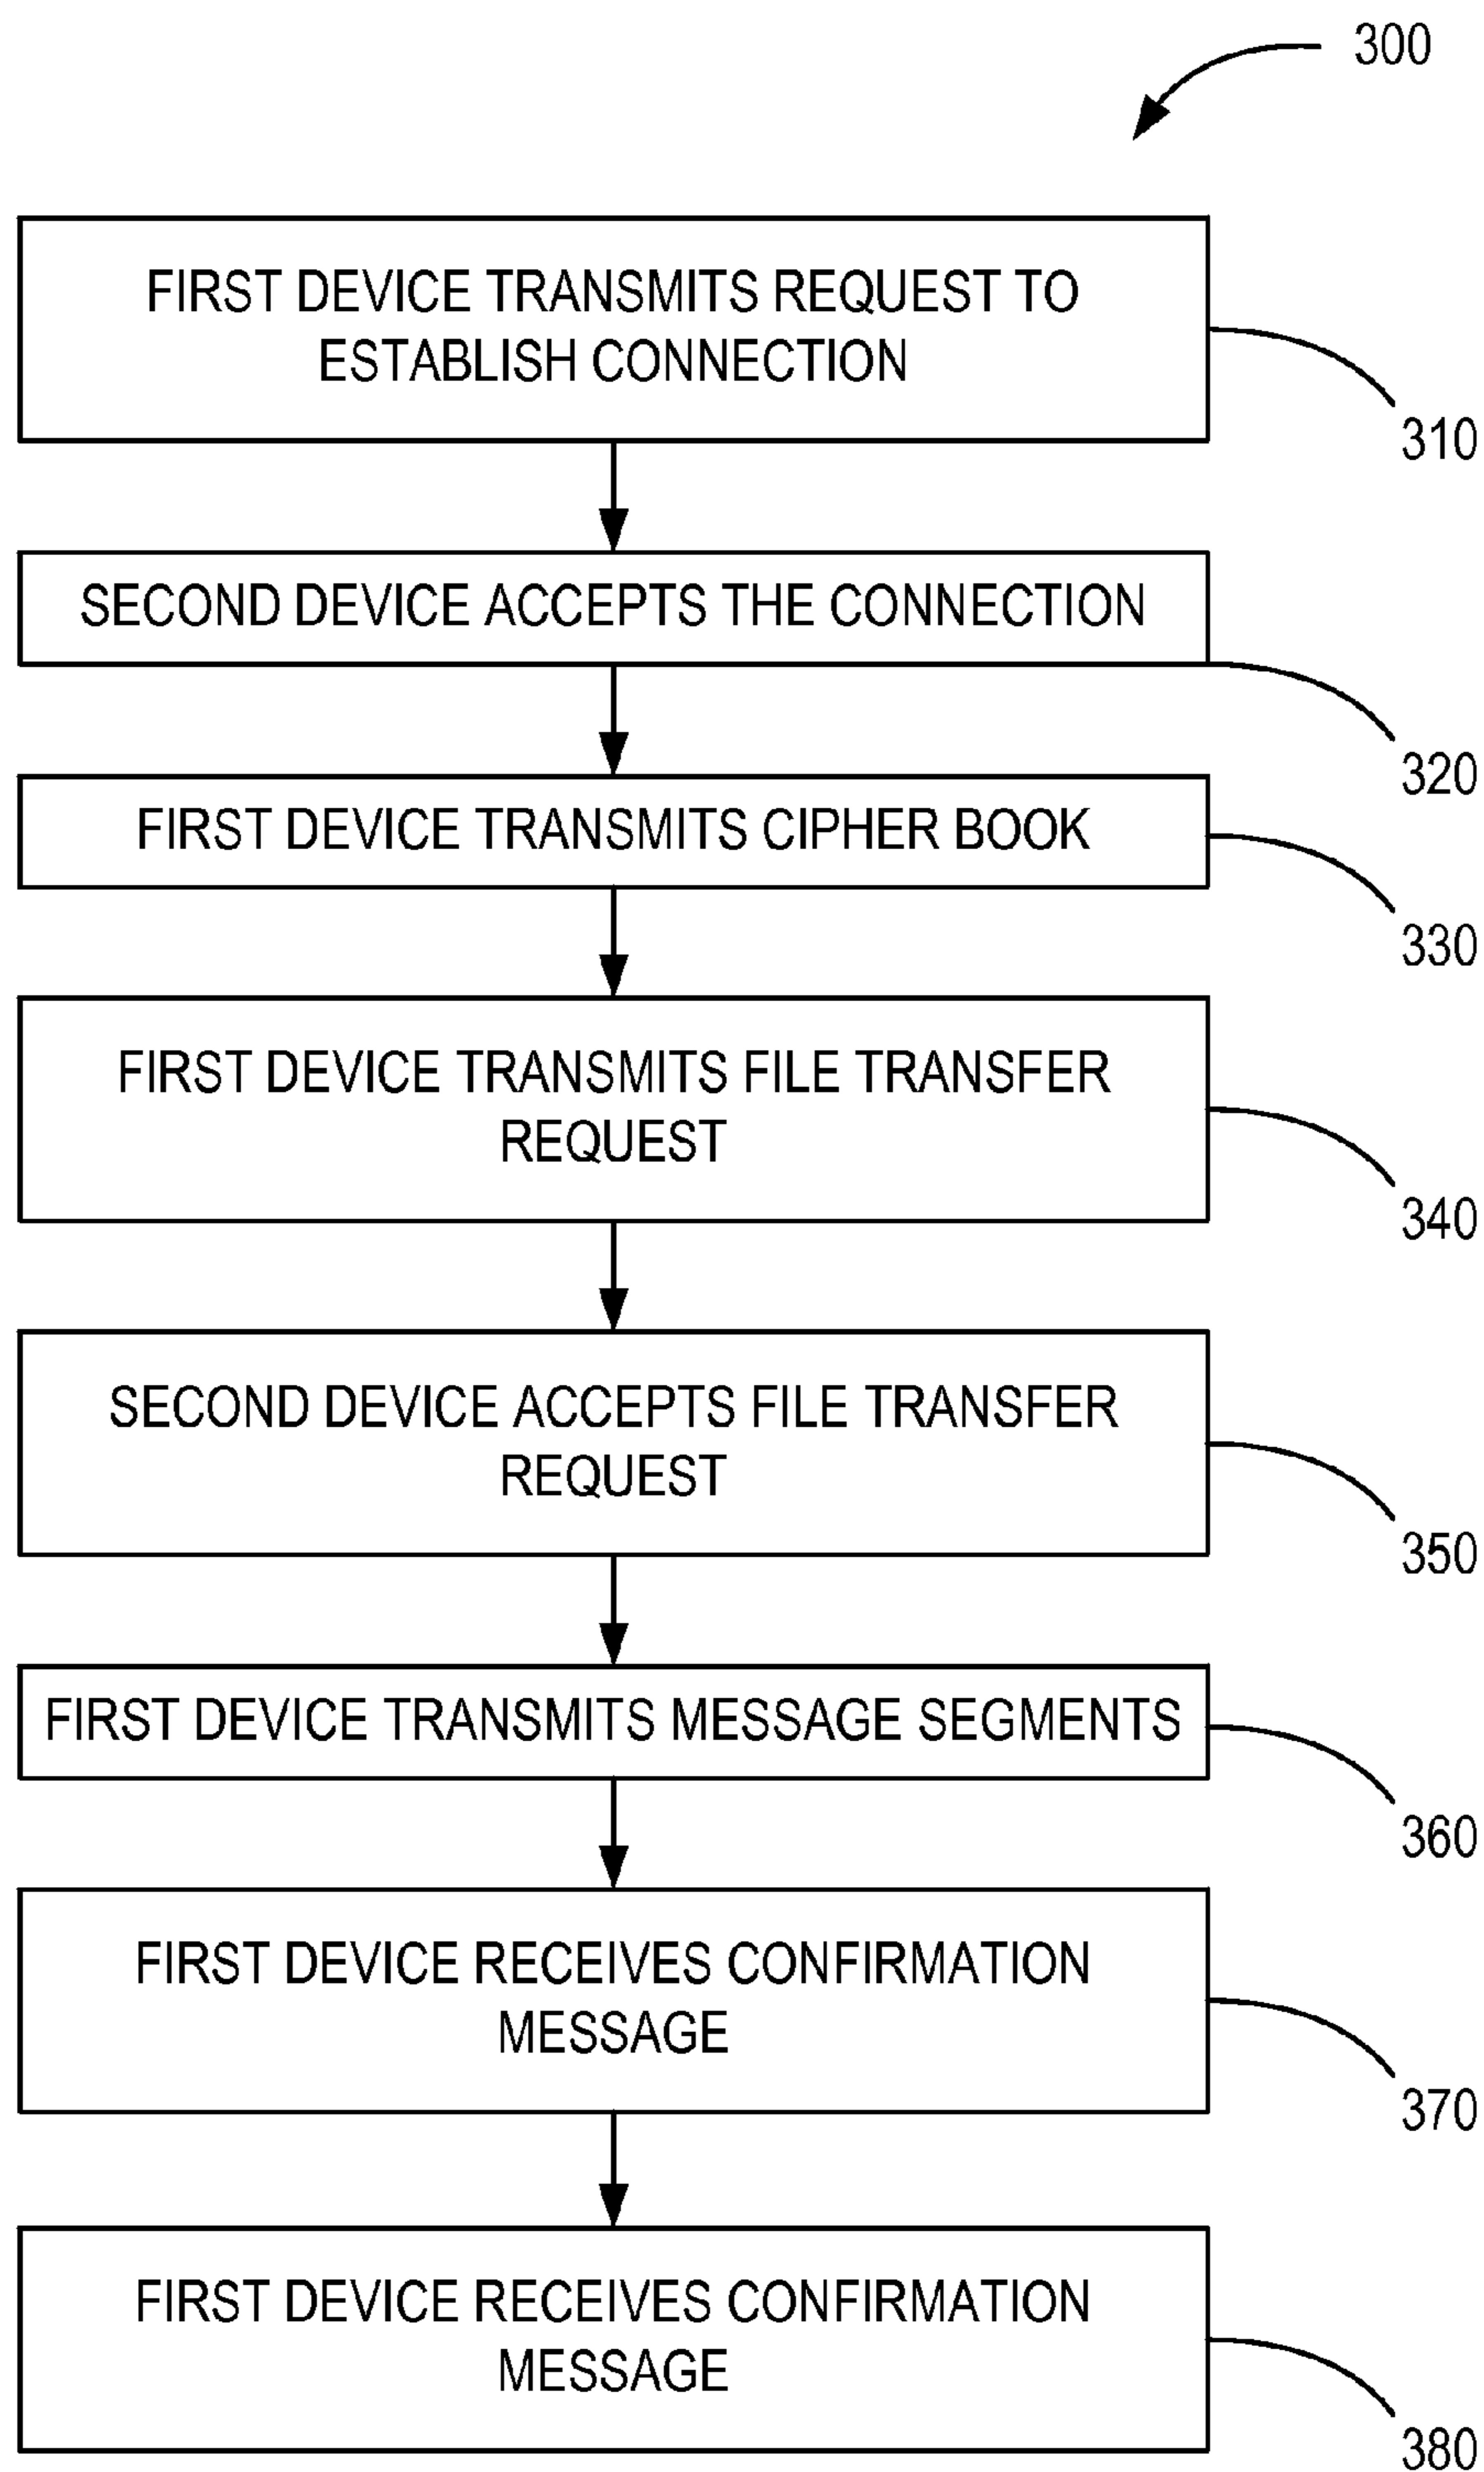 300
FIRST DEVICE TRANSMITS REQUEST TO
ESTABLISH CONNECTION
310
SECOND DEVICE ACCEPTS THE CONNECTION
320
FIRST DEVICE TRANSMITS CIPHER BOOK
330
FIRST DEVICE TRANSMITS FILE TRANSFER
REQUEST
340
SECOND DEVICE ACCEPTS FILE TRANSFER
REQUEST
350
FIRST DEVICE TRANSMITS MESSAGE SEGMENTS
360
FIRST DEVICE RECEIVES CONFIRMATION
MESSAGE
370
FIRST DEVICE RECEIVES CONFIRMATION
MESSAGE
380